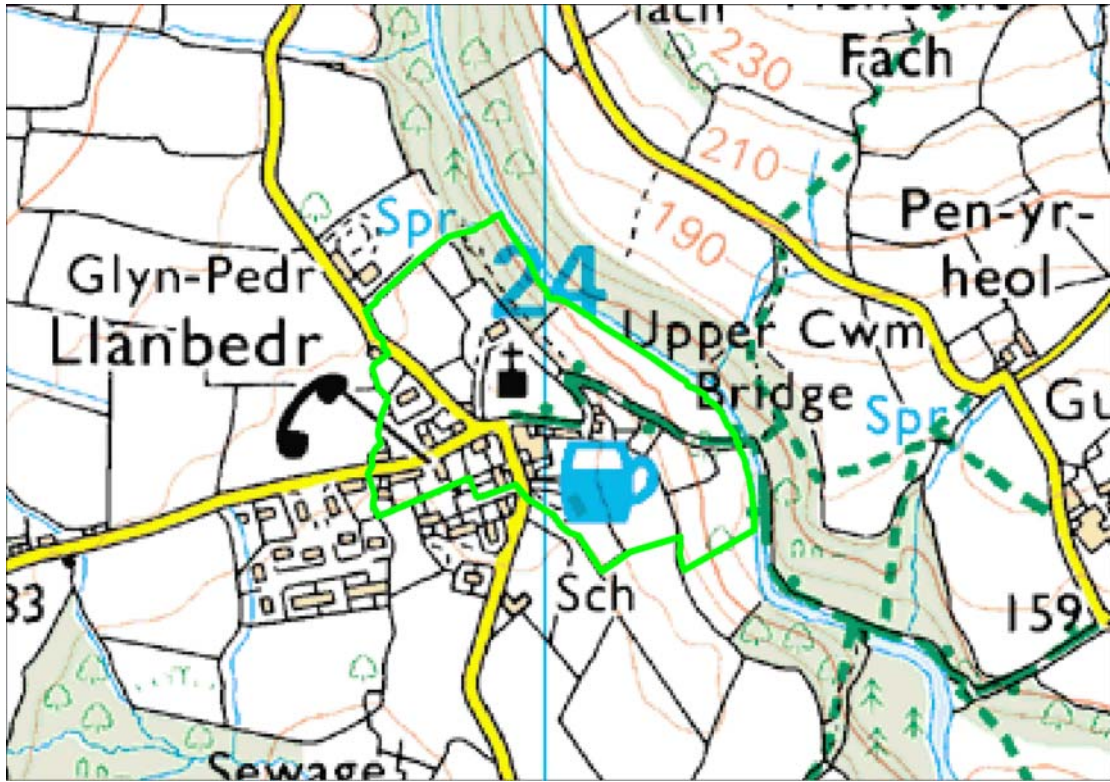 Fach
230
210
190
Pen-yr-
heol
Spr
24
Glyn-Pedr
Llanbedr
Upper Cwm
Bridge
Spr
Gu
Sch
159
33
Sewage